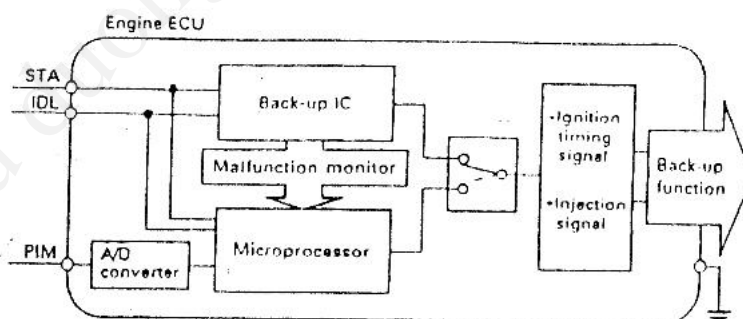 Engine ECU
STA
IDL
Back-up IC
Malfunction monitor
Microprocessor
PIM
A/D
converter
•Ignition
timing
signal
•Injection
signal
Back-up
function